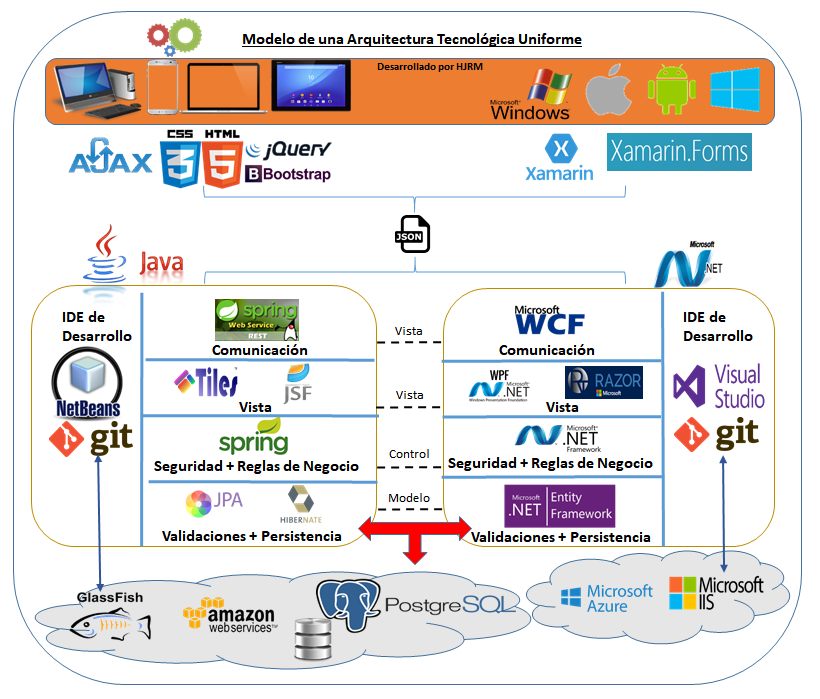 Modelo de una Arquitectura Tecnológica Uniforme
Desarrollado por HJRM
Microsoft®
Windows
AJAX
CSS
3
HTML
5
jQuery
B Bootstrap
Xamarin
Xamarin.Forms
JSON
Java
Microsoft
.NET
IDE de
Desarrollo
NetBeans
git
spring
Web Service
REST
Comunicación
Tiles
JSF
Vista
spring
Seguridad + Reglas de Negocio
JPA
HIBERNATE
Validaciones + Persistencia
Vista
Vista
Control
Modelo
Microsoft
WCF
Comunicación
WPF
Microsoft®
.NET
Windows Presentation Foundation
RAZOR
Microsoft
Vista
Microsoft®
.NET
Framework
Seguridad + Reglas de Negocio
Microsoft®
.NET
Entity
Framework
Validaciones + Persistencia
IDE de
Desarrollo
Visual
Studio
git
GlassFish
amazon
webservices™
PostgreSQL
Microsoft
Azure
Microsoft
IIS